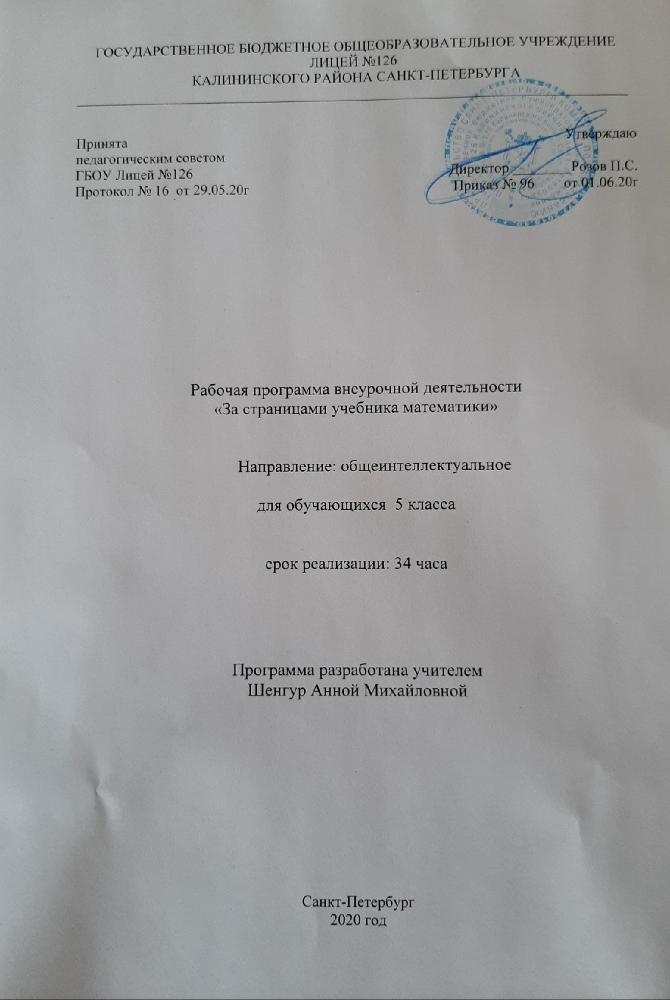 ГОСУДАРСТВЕННОЕ БЮДЖЕТНОЕ ОБЩЕОБРАЗОВАТЕЛЬНОЕ УЧРЕЖДЕНИЕ
ЛИЦЕЙ №126
КАЛИНИНСКОГО РАЙОНА САНКТ-ПЕТЕРБУРГА
Принята
педагогическим советом
ГБОУ Лицей №126
Протокол № 16 от 29.05.20г
Утверждаю
Директор ________ Розов П.С.
Приказ № 96 от 01.06.20г
Рабочая программа внеурочной деятельности
«За страницами учебника математики»
Направление: общеинтеллектуальное
для обучающихся 5 класса
срок реализации: 34 часа
Программа разработана учителем
Шенгур Анной Михайловной
Санкт-Петербург
2020 год